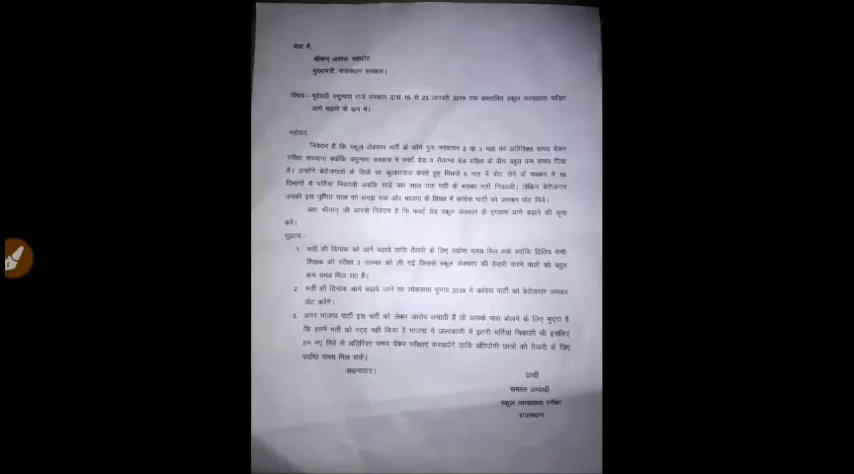 सेवा में,
श्रीमान् अशोक गहलोत
मुख्यमंत्री, राजस्थान सरकार।
विषय:- पूर्ववर्ती वसुन्धरा राजे सरकार द्वारा 15 से 23 जनवरी 2019 तक प्रस्तावित स्कूल व्याख्याता परीक्षा
आगे बढ़ाने के क्रम में।
महोदय,
निवेदन है कि स्कूल लेक्चरर भर्ती के फॉर्म पुनः भरवाकर 2 या 3 माह का अतिरिक्त समय देकर
परीक्षा करवाना क्योंकि वसुन्धरा सरकार ने फर्स्ट ग्रेड व सैकण्ड ग्रेड परीक्षा के बीच बहुत कम समय दिया
है। उन्होंने बेरोजगारों के हितों पर कुठाराघात करते हुए पिछले 6 माह में वोट लेने के चक्कर में 16
विभागों में भर्तियां निकाली जबकि साढ़े चार साल तक नहीं के बराबर भर्ती निकाली। लेकिन बेरोजगार
उनकी इस घृणित चाल को समझ गया और भाजपा के विपक्ष में कांग्रेस पार्टी को जमकर वोट दिये।
अतः श्रीमान् जी आपसे निवेदन है कि फर्स्ट ग्रेड स्कूल लेक्चरर के एग्जाम आगे बढ़ाने की कृपा
करें।
सुझाव:-
1. भर्ती की दिनांक को आगे बढ़ावे ताकि तैयारी के लिए पर्याप्त समय मिल सके क्योंकि द्वितीय श्रेणी
शिक्षक की परीक्षा 3 नवम्बर को ली गई जिससे स्कूल लेक्चरर की तैयारी करने वालों को बहुत
कम समय मिल रहा है।
2. भर्ती की दिनांक आगे बढ़ाये जाने पर लोकसभा चुनाव 2019 में कांग्रेस पार्टी को बेरोजगार जमकर
वोट करेंगे।
3. अगर भाजपा पार्टी इस भर्ती को लेकर आरोप लगाती है तो आपके पास बोलने के लिए मुद्दा है
कि हमने भर्ती को रद्द नहीं किया है भाजपा ने जल्दबाजी में इतनी भर्तियां निकाली थी इसलिए
हम नए सिरे से अतिरिक्त समय देकर परीक्षाएं करवायेंगे ताकि प्रतियोगी छात्रों को तैयारी के लिए
पर्याप्त समय मिल सके।
सधन्यवाद।
प्रार्थी
समस्त अभ्यर्थी
स्कूल व्याख्याता परीक्षा
राजस्थान